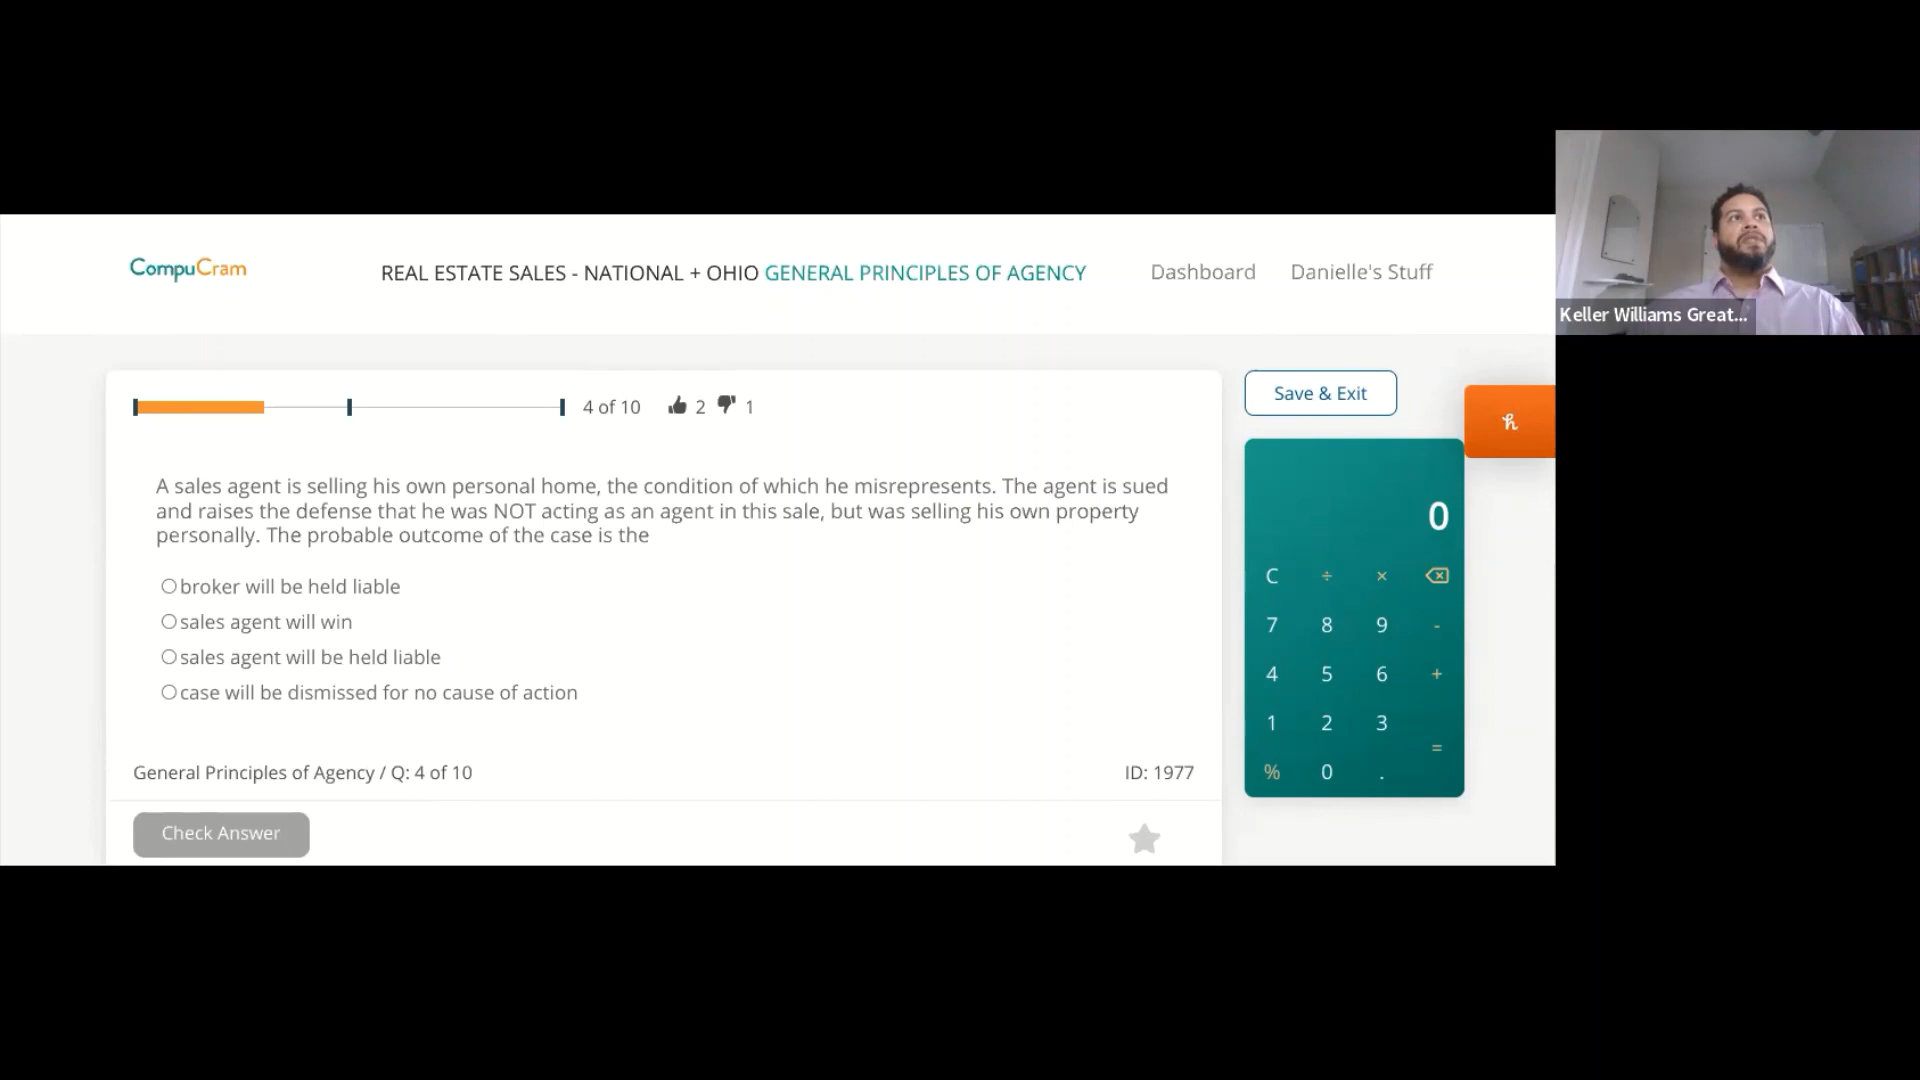 CompuCram
REAL ESTATE SALES - NATIONAL + OHIO GENERAL PRINCIPLES OF AGENCY
Dashboard
Danielle's Stuff
Keller Williams Great...
4 of 10
2
1
Save & Exit
A sales agent is selling his own personal home, the condition of which he misrepresents. The agent is sued
and raises the defense that he was NOT acting as an agent in this sale, but was selling his own property
personally. The probable outcome of the case is the
broker will be held liable
sales agent will win
sales agent will be held liable
case will be dismissed for no cause of action
General Principles of Agency / Q: 4 of 10
ID: 1977
Check Answer
0
C ÷ ×
7 8 9 -
4 5 6 +
1 2 3
=
% 0 .
h